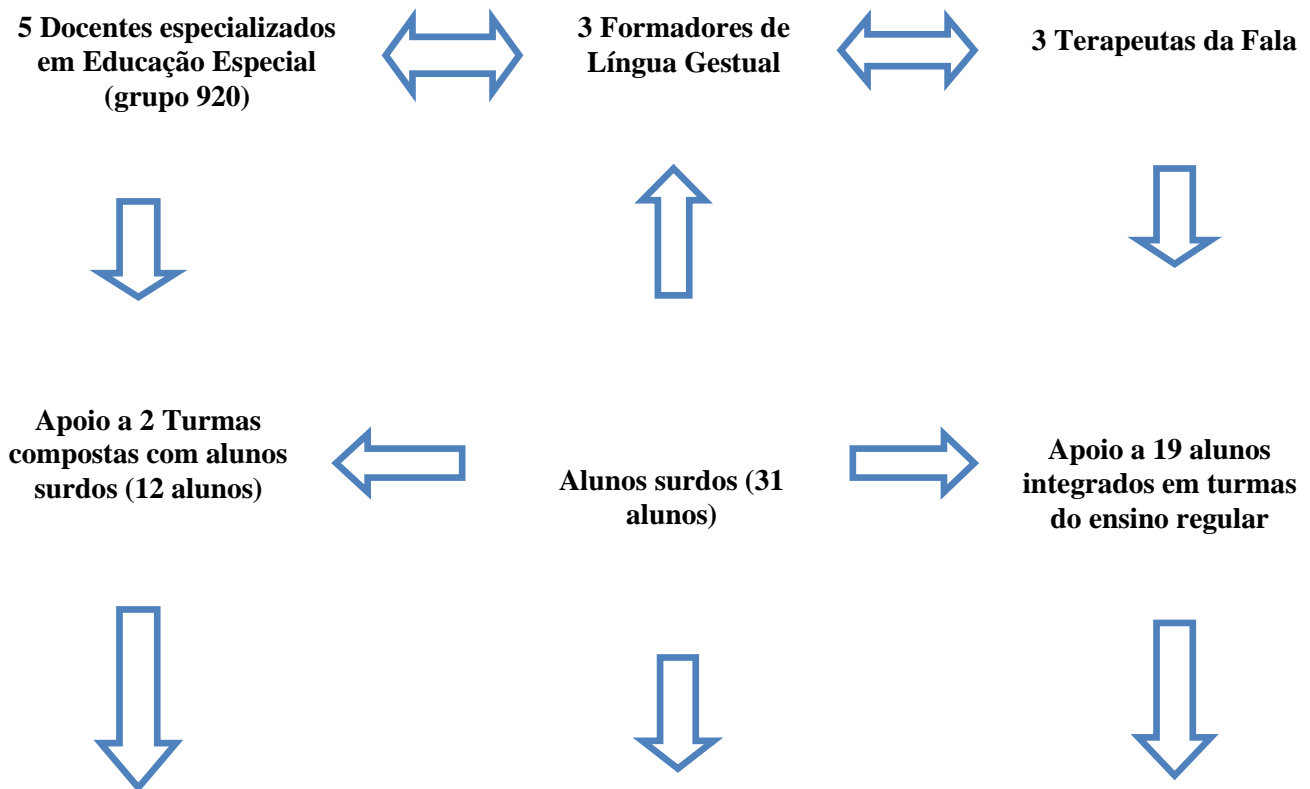 5 Docentes especializados
em Educação Especial
(grupo 920)
3 Formadores de
Língua Gestual
3 Terapeutas da Fala
Apoio a 2 Turmas
compostas com alunos
surdos (12 alunos)
Alunos surdos (31
alunos)
Apoio a 19 alunos
integrados em turmas
do ensino regular